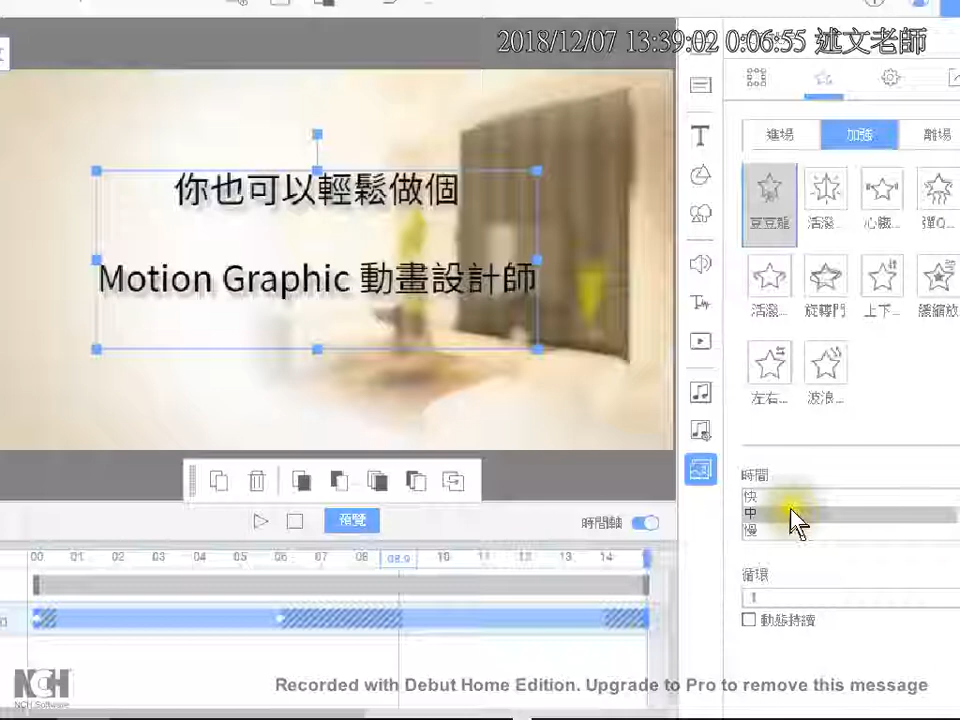 2018/12/07 13:39:02 0:06:55 述文老師
你也可以輕鬆做個
Motion Graphic 動畫設計師
進場 加強 離場
豆豆龍 活潑... 心臟... 彈Q...
活潑... 旋轉門 上下... 緩縮放
左右... 波浪...
時間
快
中
慢
循環
1
動態持續
預覽
時間軸
00 01 02 03 04 05 06 07 08 08.9 10 11 12 13 14
NCH
NCH Software
Recorded with Debut Home Edition. Upgrade to Pro to remove this message